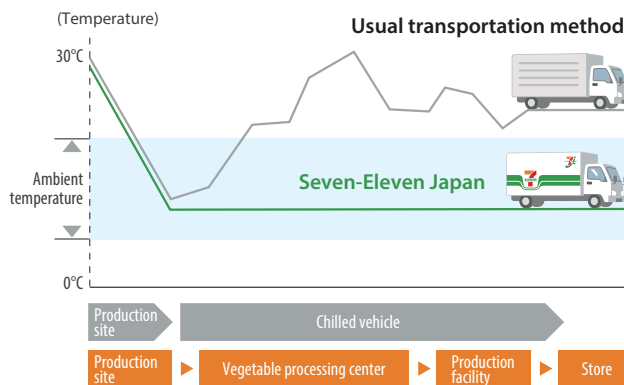 (Temperature)
Usual transportation method
30°C
Ambient
temperature
Seven-Eleven Japan
0°C
Production
site
Chilled vehicle
Production
site
Vegetable processing center
Production
facility
Store